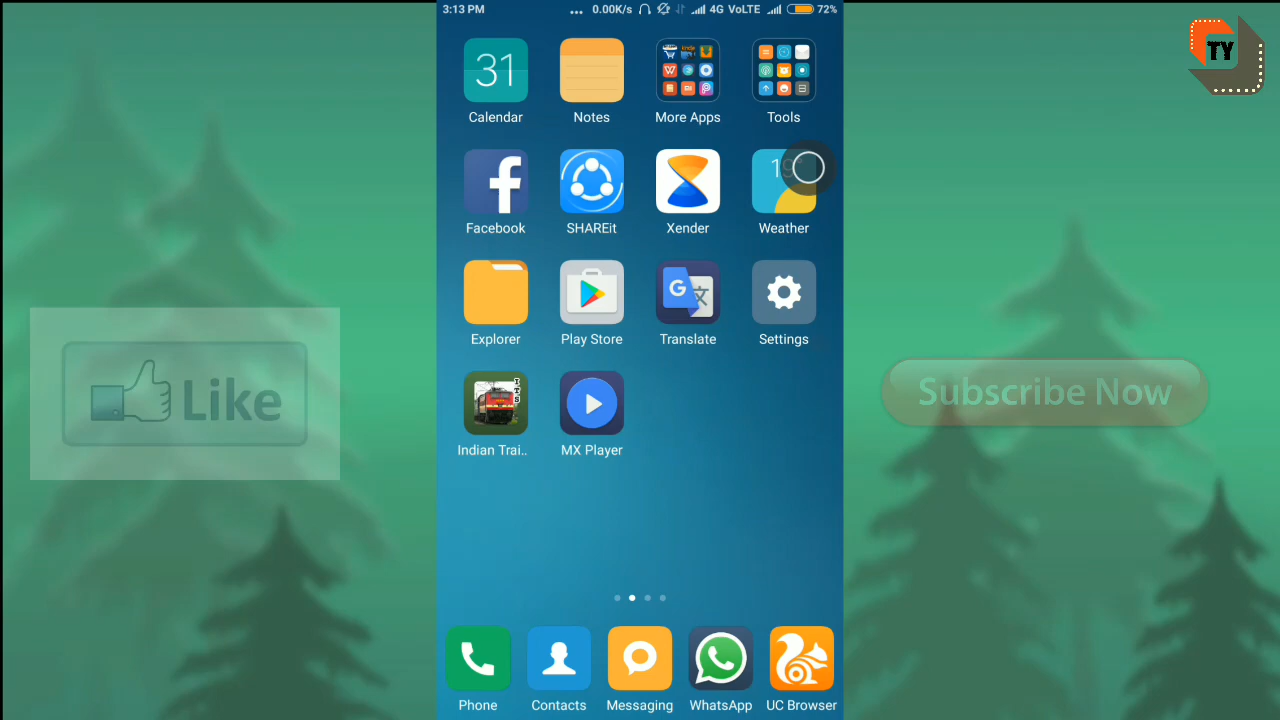 3:13 PM ... 0.00K/s 4G VoLTE 72%
TY
31
Calendar
Notes
More Apps
Tools
19°
Facebook
SHAREit
Xender
Weather
Explorer
Play Store
Translate
Settings
Like
Subscribe Now
Indian Trai..
MX Player
Phone
Contacts
Messaging
WhatsApp
UC Browser